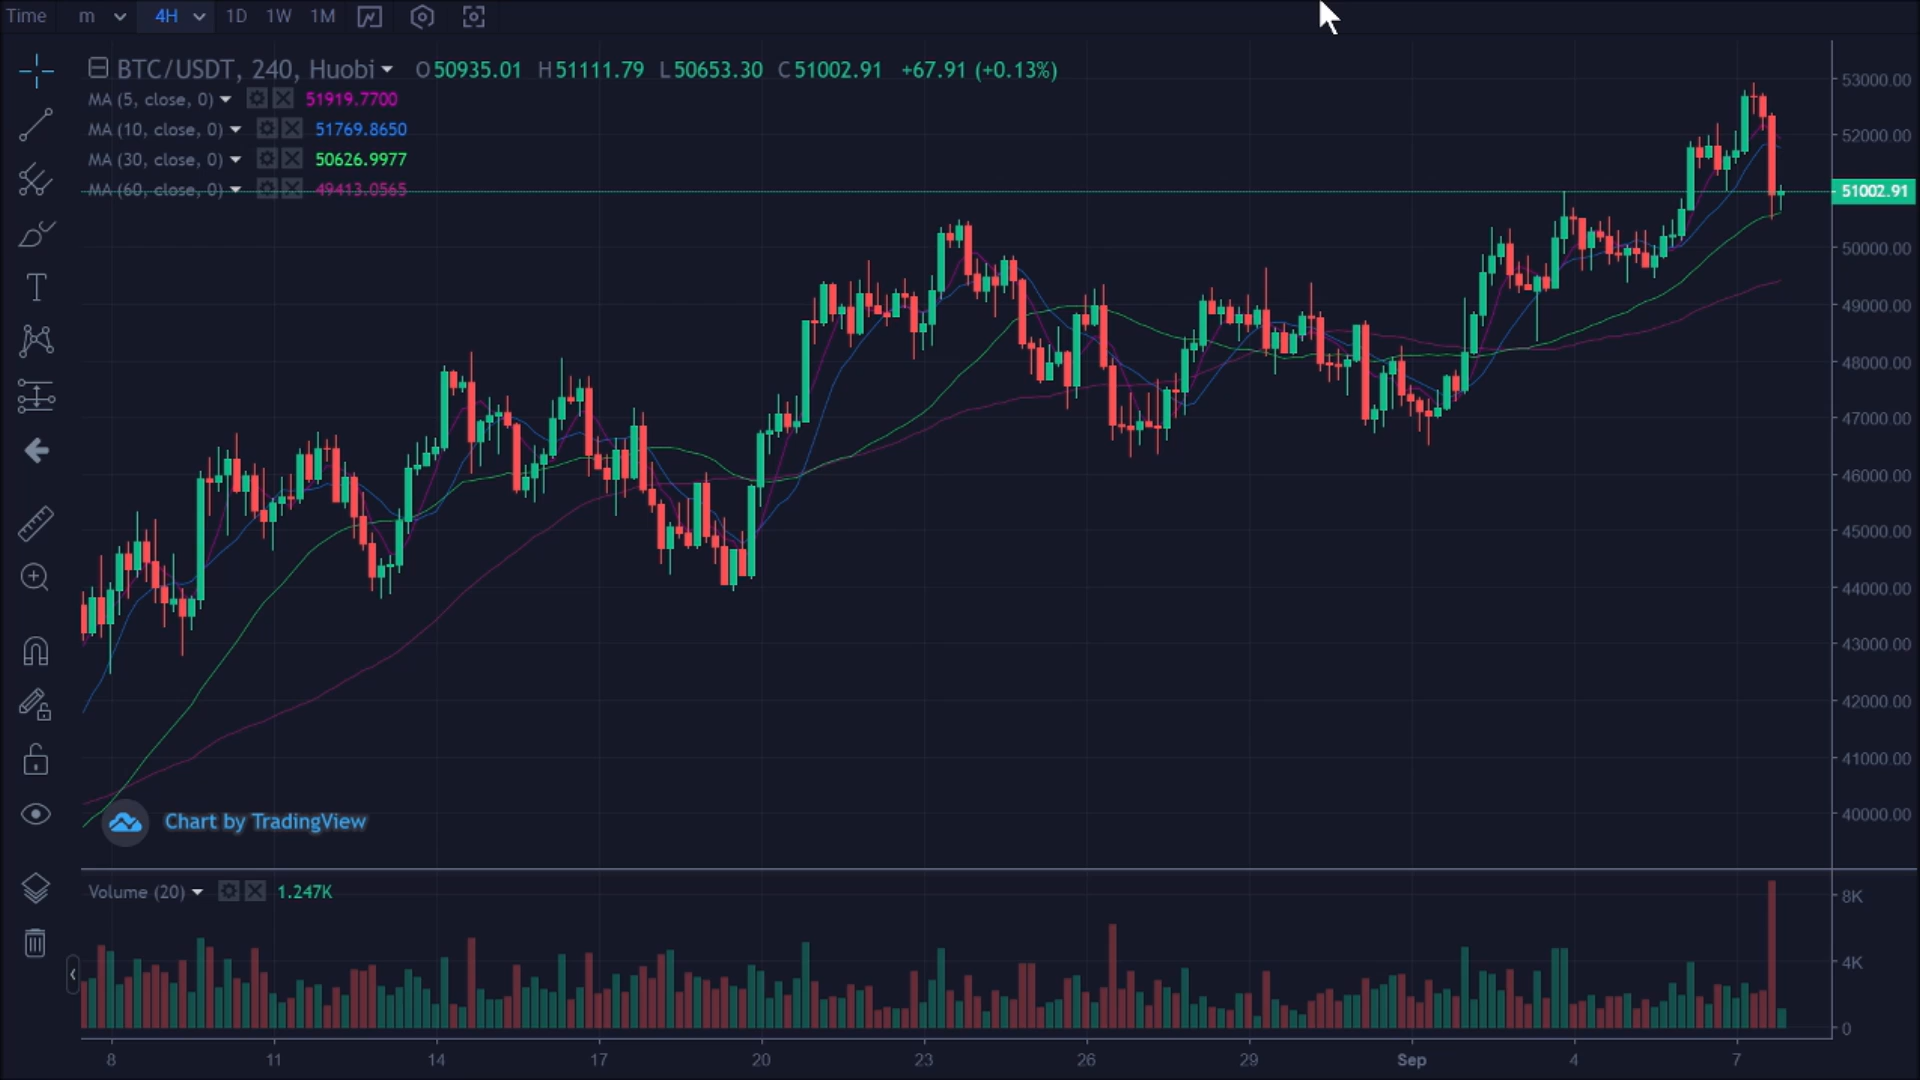 Time m 4H 1D 1W 1M
BTC/USDT, 240, Huobi O50935.01 H51111.79 L50653.30 C51002.91 +67.91 (+0.13%)
MA (5, close, 0) 51919.7700
MA (10, close, 0) 51769.8650
MA (30, close, 0) 50626.9977
MA (60, close, 0) 49413.0565
53000.00
52000.00
51002.91
50000.00
49000.00
48000.00
47000.00
46000.00
45000.00
44000.00
43000.00
42000.00
41000.00
40000.00
Chart by TradingView
Volume (20) 1.247K
8K
4K
0
8 11 14 17 20 23 26 29 Sep 4 7